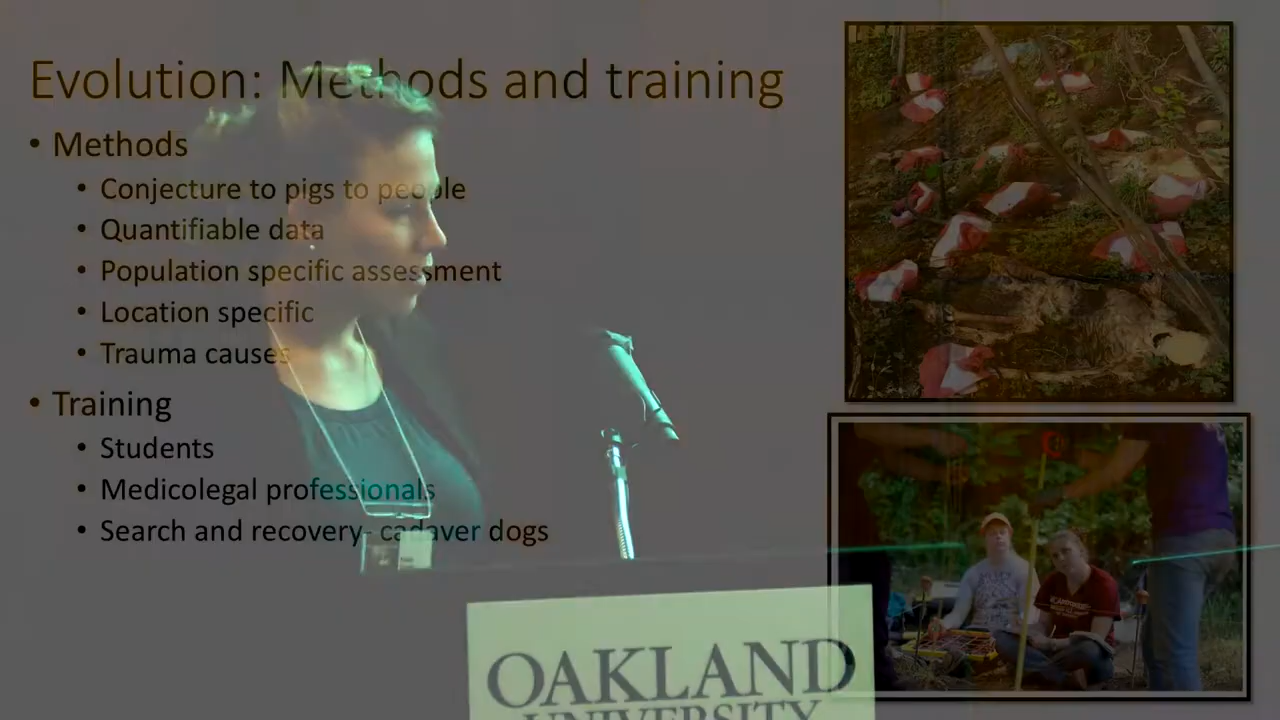 Evolution: Methods and training
• Methods
• Conjecture to pigs to people
• Quantifiable data
• Population specific assessment
• Location specific
• Trauma causes
• Training
• Students
• Medicolegal professionals
• Search and recovery- cadaver dogs
OAKLAND
UNIVERSITY